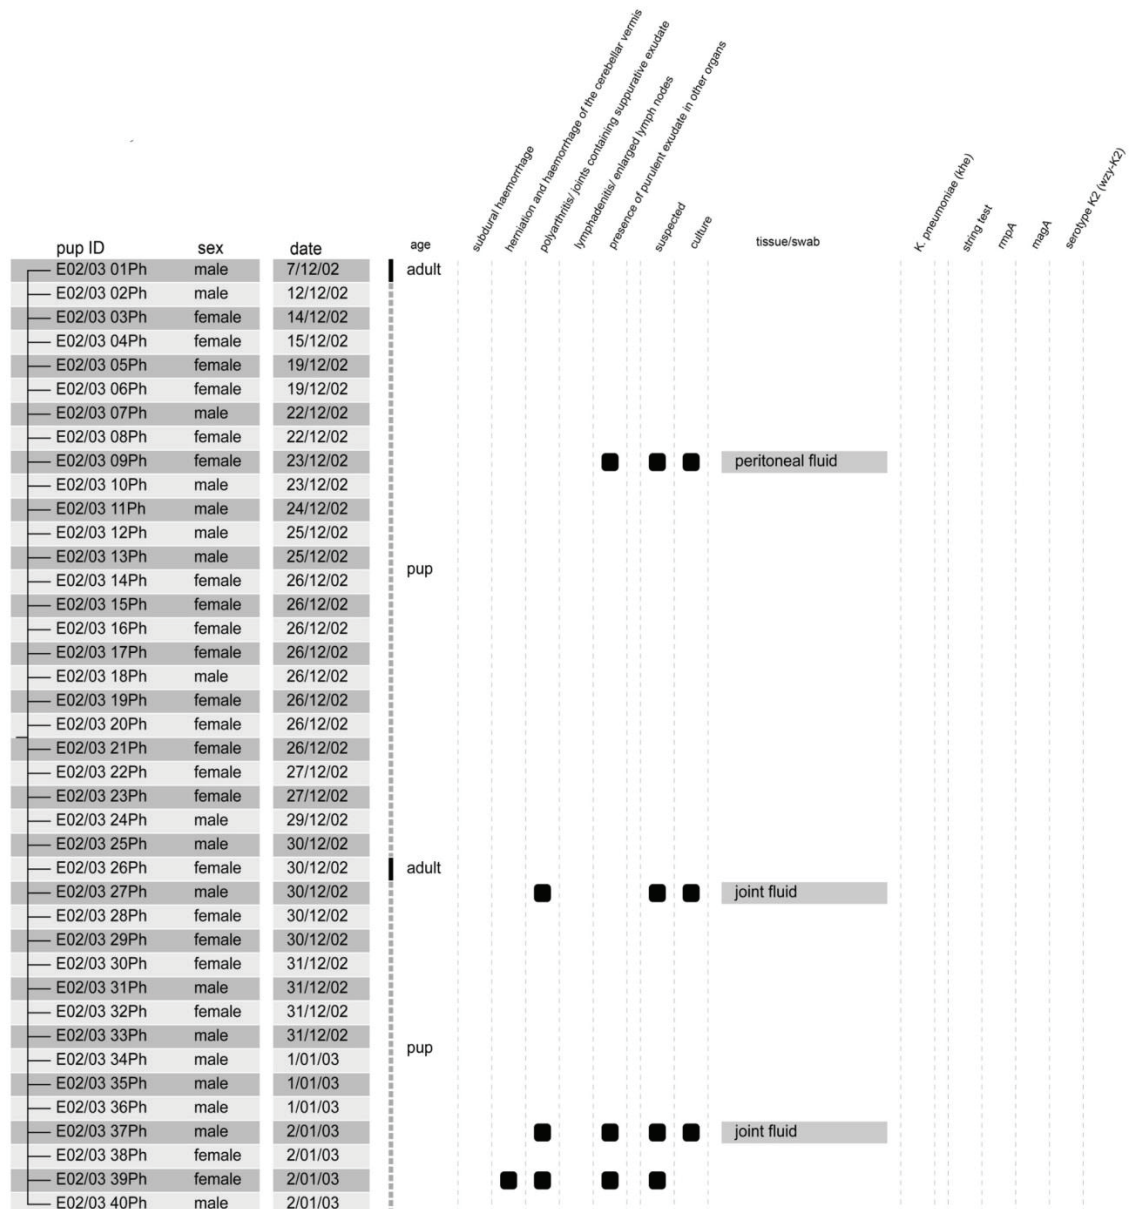 subdural haemorrhage
herniation and haemorrhage of the cerebellar vermis
polyarthritis/ joints containing suppurative exudate
lymphadenitis/ enlarged lymph nodes
presence of purulent exudate in other organs
suspected
culture
K. pneumoniae (khe)
string test
rmpA
magA
serotype K2 (wzy-K2)
pup ID sex date age tissue/swab
E02/03 01Ph male 7/12/02 adult
E02/03 02Ph male 12/12/02
E02/03 03Ph female 14/12/02
E02/03 04Ph female 15/12/02
E02/03 05Ph female 19/12/02
E02/03 06Ph female 19/12/02
E02/03 07Ph male 22/12/02
E02/03 08Ph female 22/12/02
E02/03 09Ph female 23/12/02 peritoneal fluid
E02/03 10Ph male 23/12/02
E02/03 11Ph male 24/12/02
E02/03 12Ph male 25/12/02
E02/03 13Ph male 25/12/02
E02/03 14Ph female 26/12/02 pup
E02/03 15Ph female 26/12/02
E02/03 16Ph female 26/12/02
E02/03 17Ph female 26/12/02
E02/03 18Ph male 26/12/02
E02/03 19Ph female 26/12/02
E02/03 20Ph female 26/12/02
E02/03 21Ph female 26/12/02
E02/03 22Ph female 27/12/02
E02/03 23Ph female 27/12/02
E02/03 24Ph male 29/12/02
E02/03 25Ph male 30/12/02
E02/03 26Ph female 30/12/02 adult
E02/03 27Ph male 30/12/02 joint fluid
E02/03 28Ph female 30/12/02
E02/03 29Ph female 30/12/02
E02/03 30Ph female 31/12/02
E02/03 31Ph male 31/12/02
E02/03 32Ph female 31/12/02
E02/03 33Ph male 31/12/02
E02/03 34Ph male 1/01/03 pup
E02/03 35Ph male 1/01/03
E02/03 36Ph male 1/01/03
E02/03 37Ph male 2/01/03 joint fluid
E02/03 38Ph female 2/01/03
E02/03 39Ph female 2/01/03
E02/03 40Ph male 2/01/03